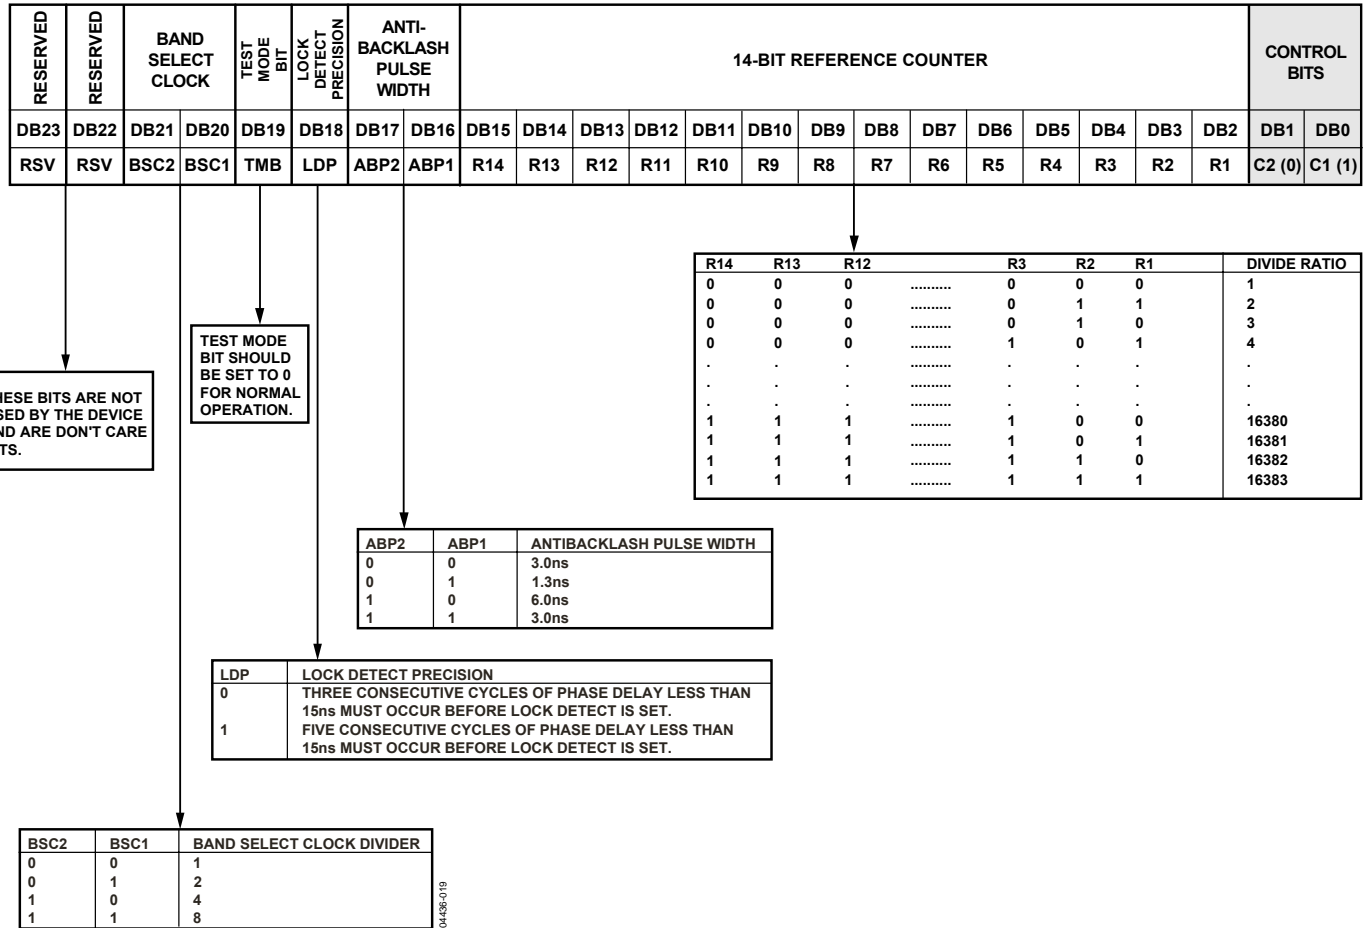 RESERVED
RESERVED
BAND
SELECT
CLOCK
TEST
MODE
BIT
LOCK
DETECT
PRECISION
ANTI-
BACKLASH
PULSE
WIDTH
14-BIT REFERENCE COUNTER
CONTROL
BITS
DB23 DB22 DB21 DB20 DB19 DB18 DB17 DB16 DB15 DB14 DB13 DB12 DB11 DB10 DB9 DB8 DB7 DB6 DB5 DB4 DB3 DB2 DB1 DB0
RSV RSV BSC2 BSC1 TMB LDP ABP2 ABP1 R14 R13 R12 R11 R10 R9 R8 R7 R6 R5 R4 R3 R2 R1 C2 (0) C1 (1)
R14 R13 R12 R3 R2 R1 DIVIDE RATIO
0 0 0 .......... 0 0 0 1
0 0 0 .......... 0 1 1 2
0 0 0 .......... 0 1 0 3
0 0 0 .......... 1 0 1 4
. . . .......... . . . .
. . . .......... . . . .
. . . .......... . . . .
1 1 1 .......... 1 0 0 16380
1 1 1 .......... 1 0 1 16381
1 1 1 .......... 1 1 0 16382
1 1 1 .......... 1 1 1 16383
TEST MODE
BIT SHOULD
BE SET TO 0
FOR NORMAL
OPERATION.
HESE BITS ARE NOT
SED BY THE DEVICE
ND ARE DON'T CARE
TS.
ABP2 ABP1 ANTIBACKLASH PULSE WIDTH
0 0 3.0ns
0 1 1.3ns
1 0 6.0ns
1 1 3.0ns
LDP LOCK DETECT PRECISION
0 THREE CONSECUTIVE CYCLES OF PHASE DELAY LESS THAN
15ns MUST OCCUR BEFORE LOCK DETECT IS SET.
1 FIVE CONSECUTIVE CYCLES OF PHASE DELAY LESS THAN
15ns MUST OCCUR BEFORE LOCK DETECT IS SET.
BSC2 BSC1 BAND SELECT CLOCK DIVIDER
0 0 1
0 1 2
1 0 4
1 1 8
04436-019